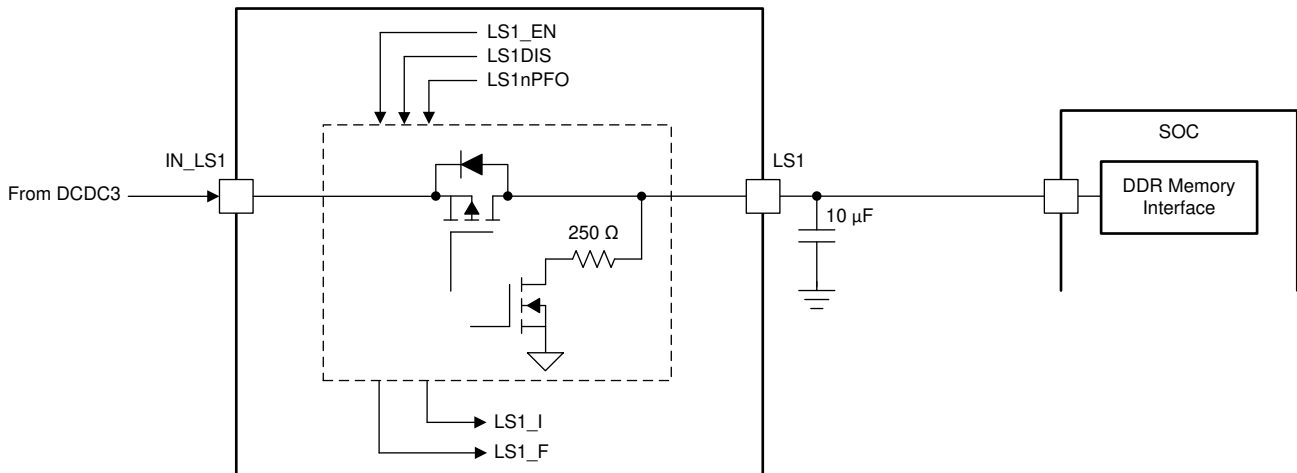 LS1_EN
LS1DIS
LS1nPFO
SOC
IN_LS1
LS1
From DCDC3
DDR Memory
Interface
10 µF
250 Ω
LS1_I
LS1_F